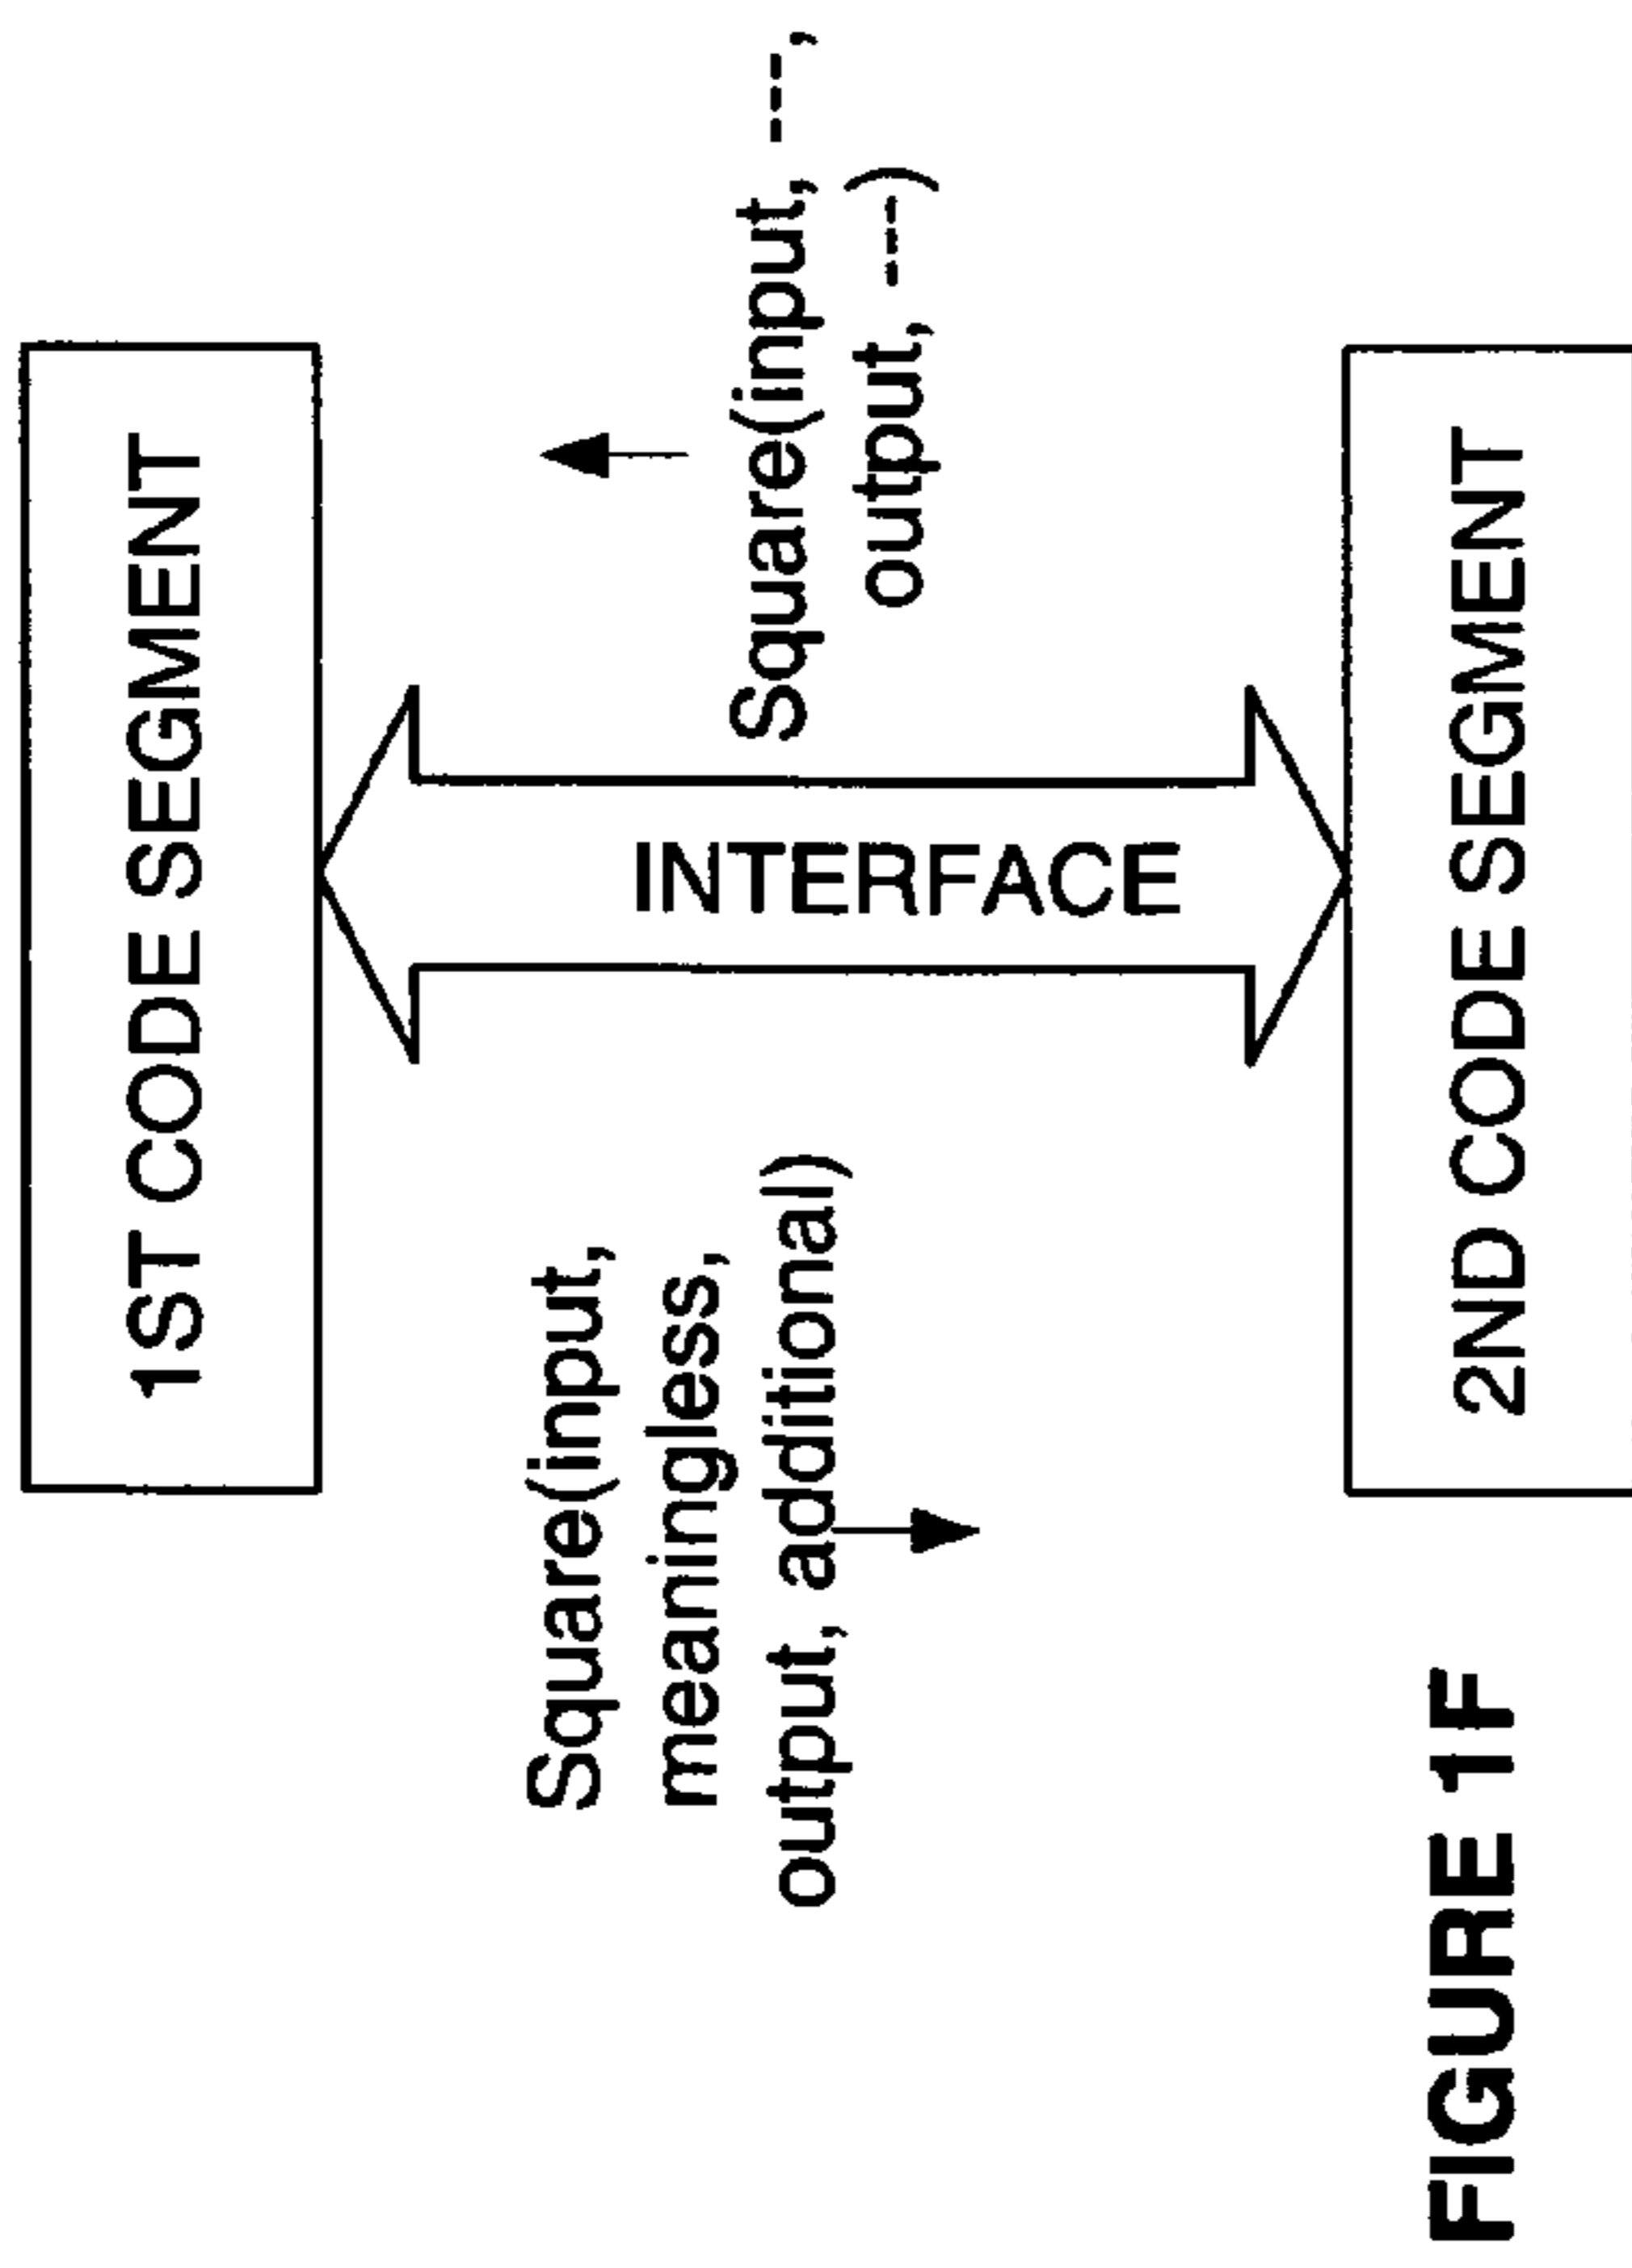 1ST CODE SEGMENT
Square(input,
meaningless,
output, additional)
INTERFACE
Square(input, ---,
output, ---)
2ND CODE SEGMENT
FIGURE 1F